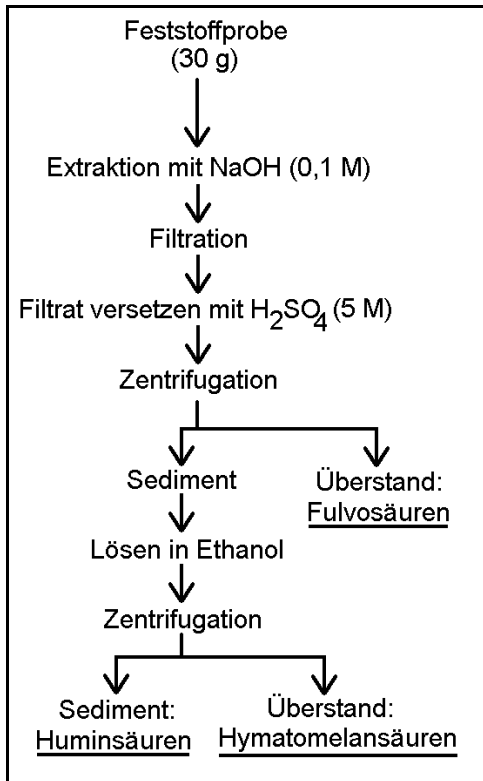 Feststoffprobe
(30 g)
Extraktion mit NaOH (0,1 M)
Filtration
Filtrat versetzen mit H2SO4 (5 M)
Zentrifugation
Sediment
Überstand:
Fulvosäuren
Lösen in Ethanol
Zentrifugation
Sediment:
Huminsäuren
Überstand:
Hymatomelansäuren